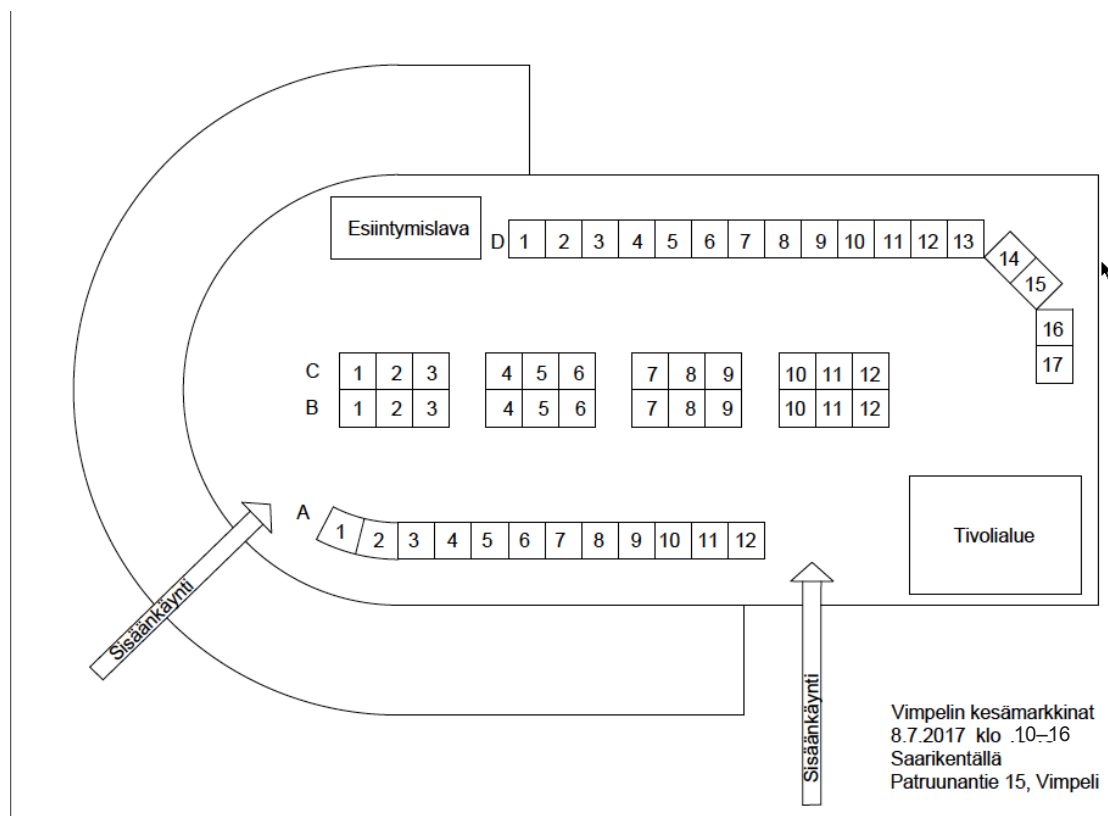 Esiintymislava
D 1 2 3 4 5 6 7 8 9 10 11 12 13
14
15
16
17
C 1 2 3 4 5 6 7 8 9 10 11 12
B 1 2 3 4 5 6 7 8 9 10 11 12
A 1 2 3 4 5 6 7 8 9 10 11 12
Tivolialue
Sisäänkäynti
Sisäänkäynti
Vimpelin kesämarkkinat
8.7.2017 klo .10–16
Saarikentällä
Patruunantie 15, Vimpeli